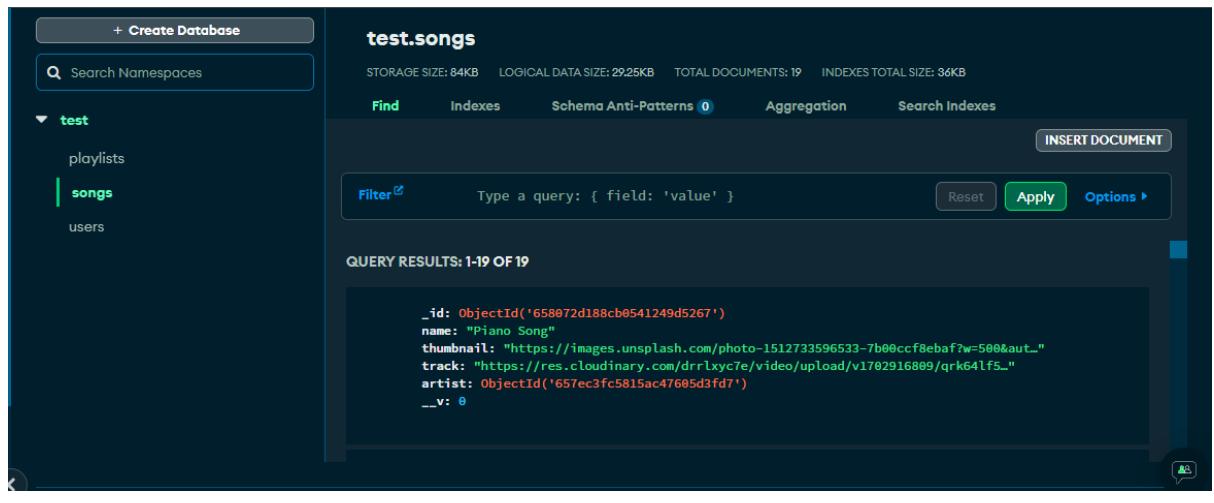 + Create Database
Search Namespaces
test
playlists
songs
users
test.songs
STORAGE SIZE: 84KB LOGICAL DATA SIZE: 29.25KB TOTAL DOCUMENTS: 19 INDEXES TOTAL SIZE: 36KB
Find Indexes Schema Anti-Patterns 0 Aggregation Search Indexes
INSERT DOCUMENT
Filter Type a query: { field: 'value' } Reset Apply Options
QUERY RESULTS: 1-19 OF 19
_id: ObjectId('658072d188cb0541249d5267')
name: "Piano Song"
thumbnail: "https://images.unsplash.com/photo-1512733596533-7b00ccf8ebaf?w=500&aut…"
track: "https://res.cloudinary.com/drrlxyc7e/video/upload/v1702916809/qrk64lf5…"
artist: ObjectId('657ec3fc5815ac47605d3fd7')
__v: 0